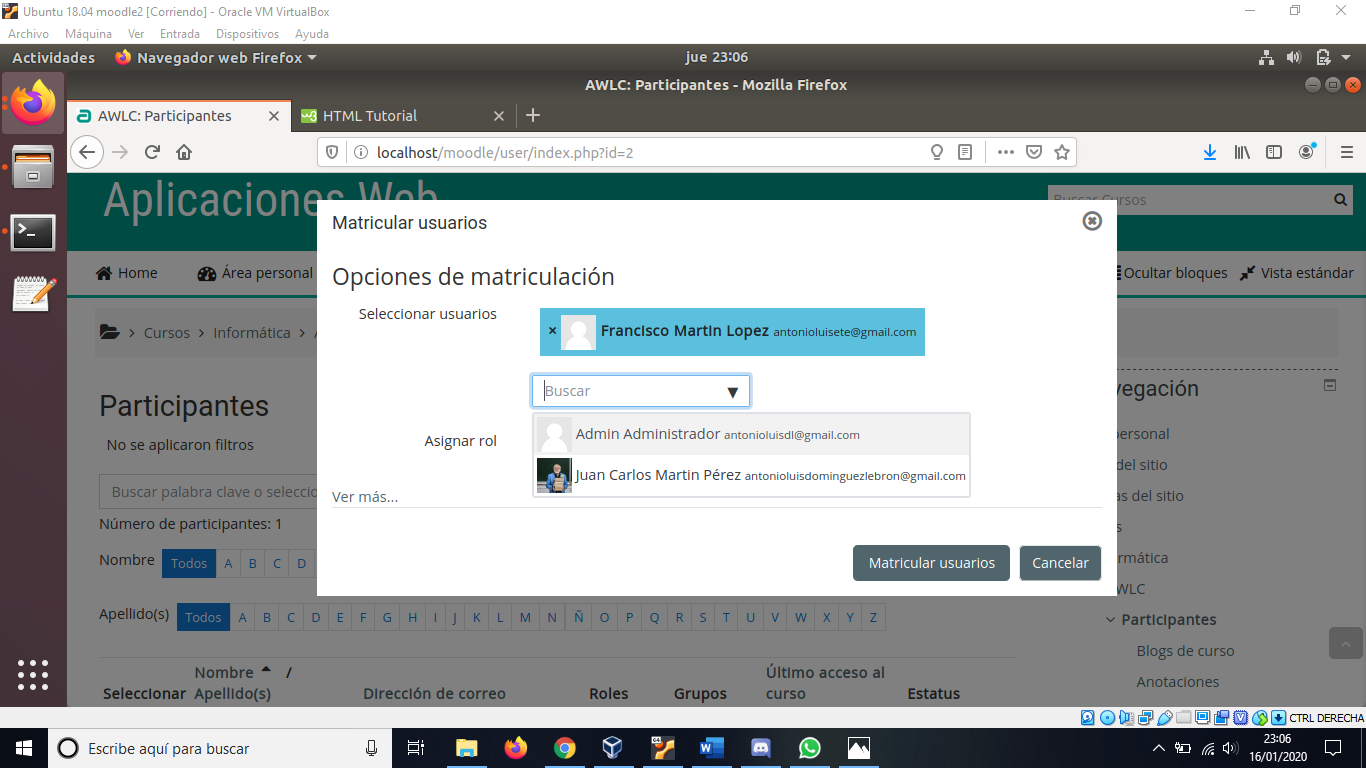 Ubuntu 18.04 moodle2 [Corriendo] - Oracle VM VirtualBox
Archivo Máquina Ver Entrada Dispositivos Ayuda
Actividades Navegador web Firefox jue 23:06
AWLC: Participantes - Mozilla Firefox
AWLC: Participantes HTML Tutorial
localhost/moodle/user/index.php?id=2
Aplicaciones Web
Buscar Cursos
Matricular usuarios
Home Área personal Ocultar bloques Vista estándar
Opciones de matriculación
Seleccionar usuarios
× Francisco Martin Lopez antonioluisete@gmail.com
Cursos Informática
Buscar
vegación
Participantes
Admin Administrador antonioluisdl@gmail.com
Asignar rol
ersonal
No se aplicaron filtros
del sitio
Juan Carlos Martin Pérez antonioluisdominguezlebron@gmail.com
Buscar palabra clave o seleccio
Ver más...
as del sitio
Número de participantes: 1
s
Nombre Todos A B C D
Matricular usuarios Cancelar
rmática
WLC
Apellido(s) Todos A B C D E F G H I J K L M N Ñ O P Q R S T U V W X Y Z
Participantes
Blogs de curso
Anotaciones
Seleccionar Nombre / Apellido(s) Dirección de correo Roles Grupos Último acceso al curso Estatus
CTRL DERECHA
Escribe aquí para buscar
23:06
16/01/2020